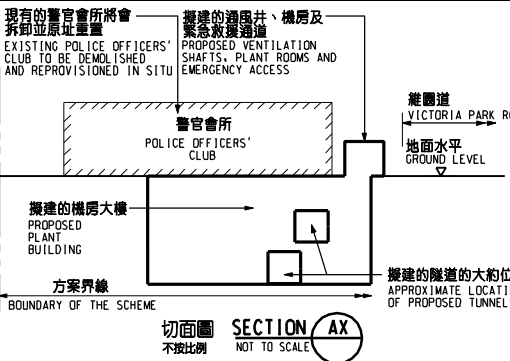 現有的警官會所將會
拆卸並原址重置
EXISTING POLICE OFFICERS'
CLUB TO BE DEMOLISHED
AND REPROVISIONED IN SITU
擬建的通風井、機房及
緊急救援通道
PROPOSED VENTILATION
SHAFTS, PLANT ROOMS AND
EMERGENCY ACCESS
維園道
VICTORIA PARK
警官會所
POLICE OFFICERS'
CLUB
地面水平
GROUND LEVEL
擬建的機房大樓
PROPOSED
PLANT
BUILDING
方案界線
BOUNDARY OF THE SCHEME
擬建的隧道的大約位
APPROXIMATE
OF PROPOSED TUNNEL
切面圖 SECTION AX
不按比例 NOT TO SCALE